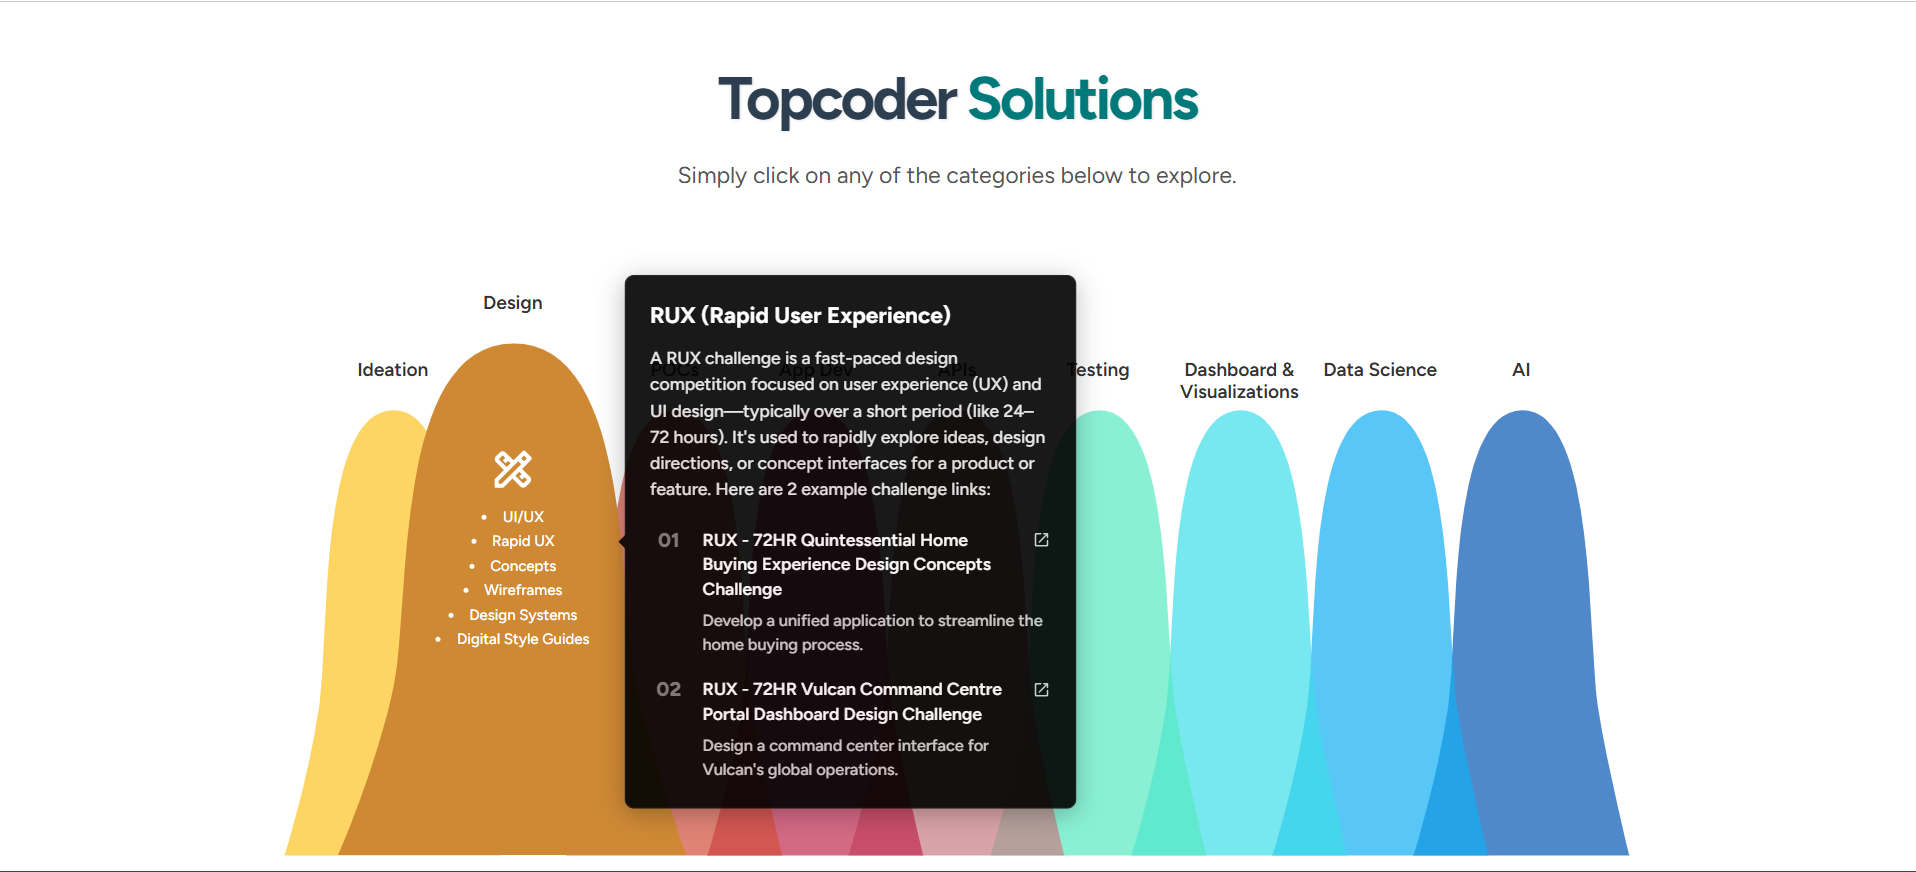 Topcoder Solutions
Simply click on any of the categories below to explore.
Design
Ideation
POCs
App Dev
APIs
Testing
Dashboard &
Visualizations
Data Science
AI
UI/UX
Rapid UX
Concepts
Wireframes
Design Systems
Digital Style Guides
RUX (Rapid User Experience)
A RUX challenge is a fast-paced design
competition focused on user experience (UX) and
UI design—typically over a short period (like 24–
72 hours). It's used to rapidly explore ideas, design
directions, or concept interfaces for a product or
feature. Here are 2 example challenge links:
01
RUX - 72HR Quintessential Home
Buying Experience Design Concepts
Challenge
Develop a unified application to streamline the
home buying process.
02
RUX - 72HR Vulcan Command Centre
Portal Dashboard Design Challenge
Design a command center interface for
Vulcan's global operations.